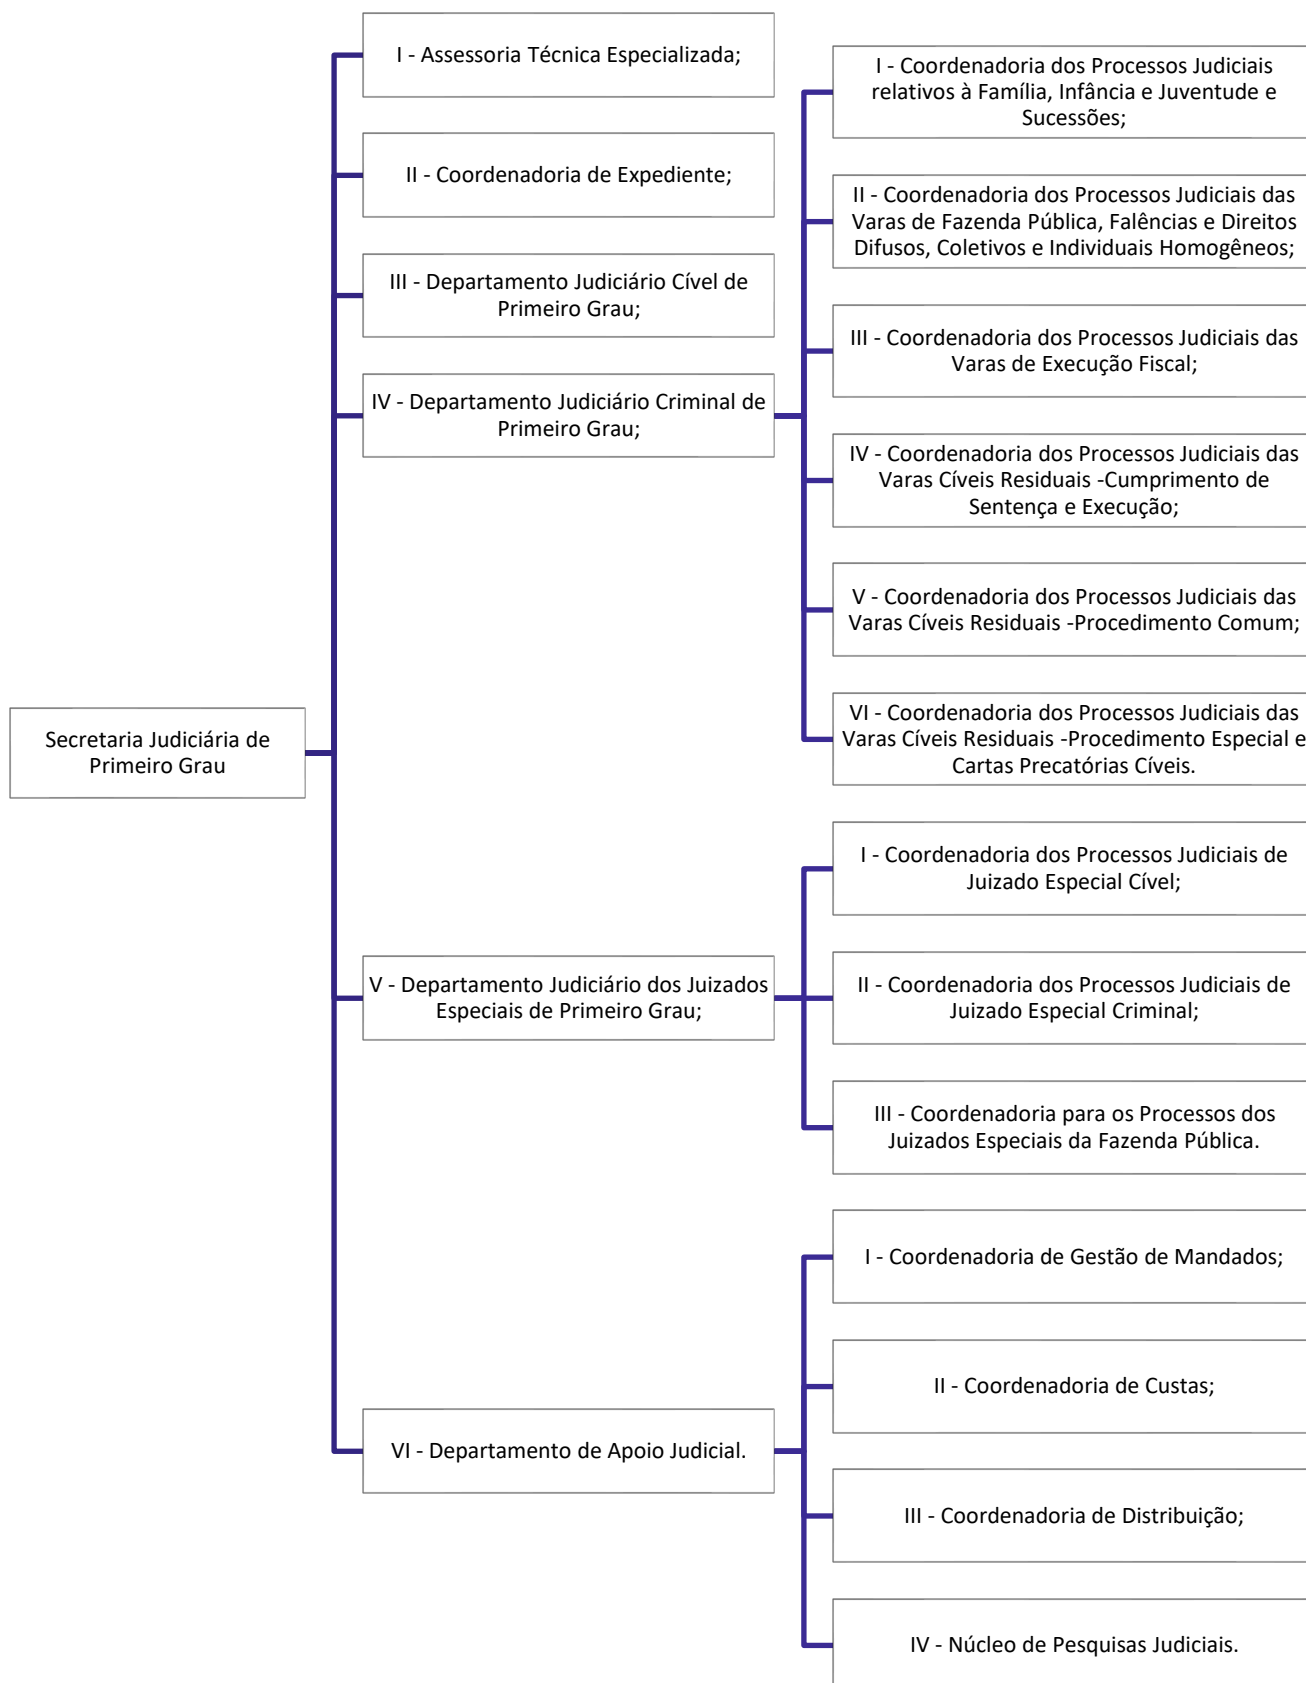 Secretaria Judiciária de
Primeiro Grau
I - Assessoria Técnica Especializada;
II - Coordenadoria de Expediente;
III - Departamento Judiciário Cível de
Primeiro Grau;
IV - Departamento Judiciário Criminal de
Primeiro Grau;
I - Coordenadoria dos Processos Judiciais
relativos à Família, Infância e Juventude e
Sucessões;
II - Coordenadoria dos Processos Judiciais das
Varas de Fazenda Pública, Falências e Direitos
Difusos, Coletivos e Individuais Homogêneos;
III - Coordenadoria dos Processos Judiciais das
Varas de Execução Fiscal;
IV - Coordenadoria dos Processos Judiciais das
Varas Cíveis Residuais -Cumprimento de
Sentença e Execução;
V - Coordenadoria dos Processos Judiciais das
Varas Cíveis Residuais -Procedimento Comum;
VI - Coordenadoria dos Processos Judiciais das
Varas Cíveis Residuais -Procedimento Especial e
Cartas Precatórias Cíveis.
V - Departamento Judiciário dos Juizados
Especiais de Primeiro Grau;
I - Coordenadoria dos Processos Judiciais de
Juizado Especial Cível;
II - Coordenadoria dos Processos Judiciais de
Juizado Especial Criminal;
III - Coordenadoria para os Processos dos
Juizados Especiais da Fazenda Pública.
VI - Departamento de Apoio Judicial.
I - Coordenadoria de Gestão de Mandados;
II - Coordenadoria de Custas;
III - Coordenadoria de Distribuição;
IV - Núcleo de Pesquisas Judiciais.